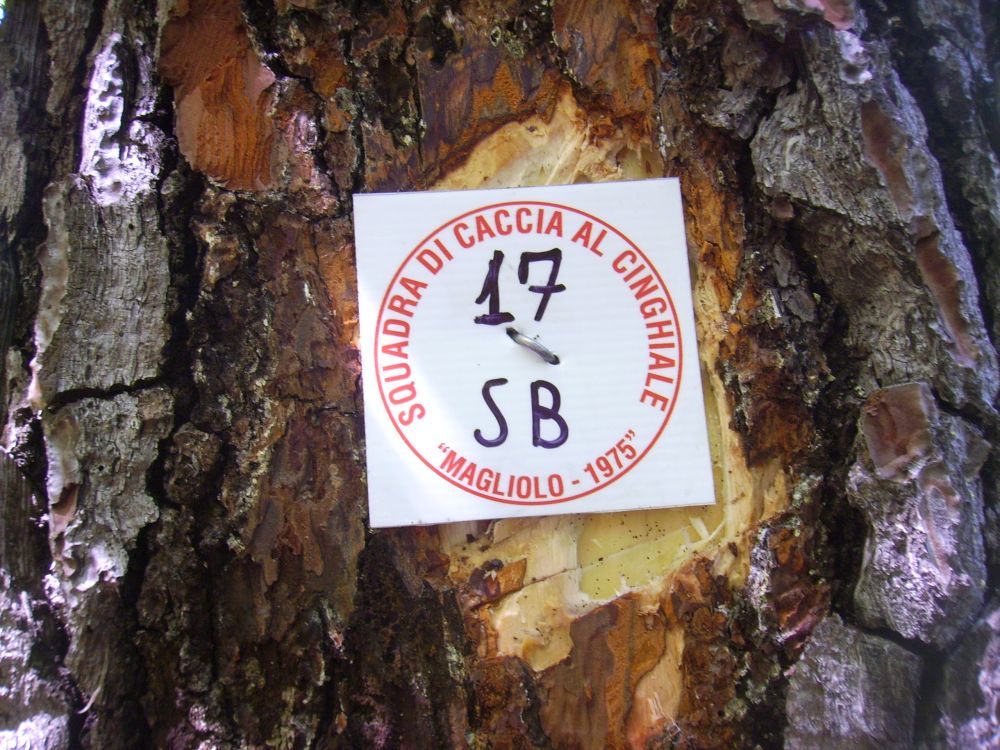 SQUADRA DI CACCIA AL CINGHIALE
17
SB
"MAGLIOLO - 1975"